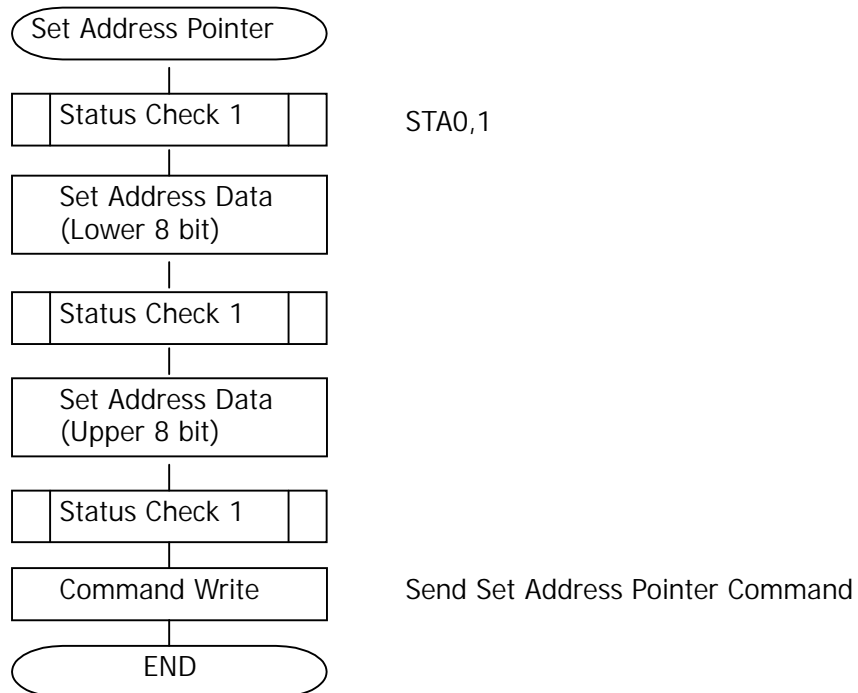 Set Address Pointer
Status Check 1
STA0,1
Set Address Data
(Lower 8 bit)
Status Check 1
Set Address Data
(Upper 8 bit)
Status Check 1
Command Write
Send Set Address Pointer Command
END